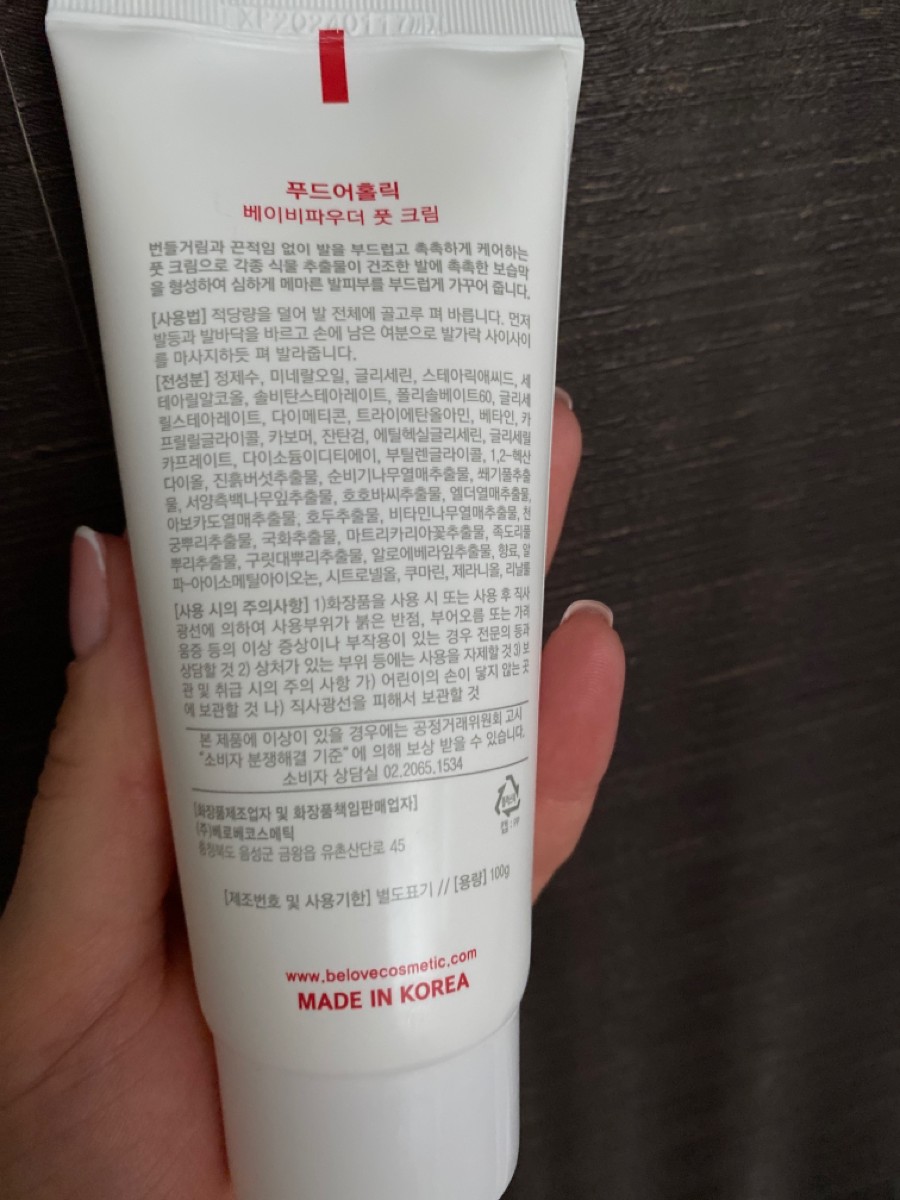 EXP20240117
푸드어홀릭
베이비파우더 풋 크림
번들거림과 끈적임 없이 발을 부드럽고 촉촉하게 케어하는
풋 크림으로 각종 식물 추출물이 건조한 발에 촉촉한 보습막
을 형성하여 심하게 메마른 발피부를 부드럽게 가꾸어 줍니다.
[사용법] 적당량을 덜어 발 전체에 골고루 펴 바릅니다. 먼저
발등과 발바닥을 바르고 손에 남은 여분으로 발가락 사이사이
를 마사지하듯 펴 발라줍니다.
[전성분] 정제수, 미네랄오일, 글리세린, 스테아릭애씨드, 세
테아릴알코올, 솔비탄스테아레이트, 폴리솔베이트60, 글리세
릴스테아레이트, 다이메티콘, 트라이에탄올아민, 베타인, 카
프릴릴글라이콜, 카보머, 잔탄검, 에틸헥실글리세린, 글리세릴
카프레이트, 다이소듐이디티에이, 부틸렌글라이콜, 1,2-헥산
다이올, 진흙버섯추출물, 순비기나무열매추출물, 쐐기풀추출
물, 서양측백나무잎추출물, 호호바씨추출물, 엘더열매추출물,
아보카도열매추출물, 호두추출물, 비타민나무열매추출물, 천
궁뿌리추출물, 국화추출물, 마트리카리아꽃추출물, 족도리풀
뿌리추출물, 구릿대뿌리추출물, 알로에베라잎추출물, 향료, 알
파-아이소메틸아이오논, 시트로넬올, 쿠마린, 제라니올, 리날룰
[사용 시의 주의사항] 1)화장품을 사용 시 또는 사용 후 직사
광선에 의하여 사용부위가 붉은 반점, 부어오름 또는 가려
움증 등의 이상 증상이나 부작용이 있는 경우 전문의 등과
상담할 것 2) 상처가 있는 부위 등에는 사용을 자제할 것 3) 보
관 및 취급 시의 주의 사항 가) 어린이의 손이 닿지 않는 곳
에 보관할 것 나) 직사광선을 피해서 보관할 것
본 제품에 이상이 있을 경우에는 공정거래위원회 고시
"소비자 분쟁해결 기준"에 의해 보상 받을 수 있습니다.
소비자 상담실 02.2065.1534
[화장품제조업자 및 화장품책임판매업자]
(주)베로베코스메틱
충청북도 음성군 금왕읍 유촌산단로 45
플라스틱
캡 : PP
[제조번호 및 사용기한] 별도표기 // [용량] 100g
www.belovecosmetic.com
MADE IN KOREA